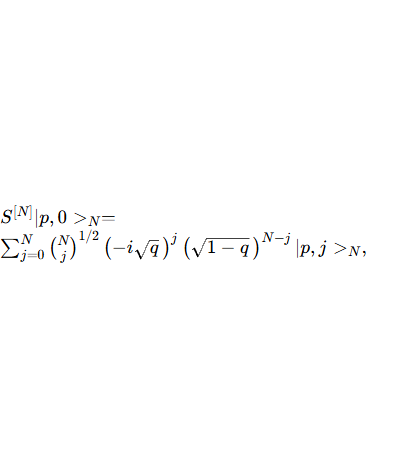 $S^{[N]}|p, 0 >_N =$
$\sum_{j=0}^{N} \binom{N}{j}^{1/2} \left(-i\sqrt{q}\right)^j \left(\sqrt{1-q}\right)^{N-j} |p, j >_N,$